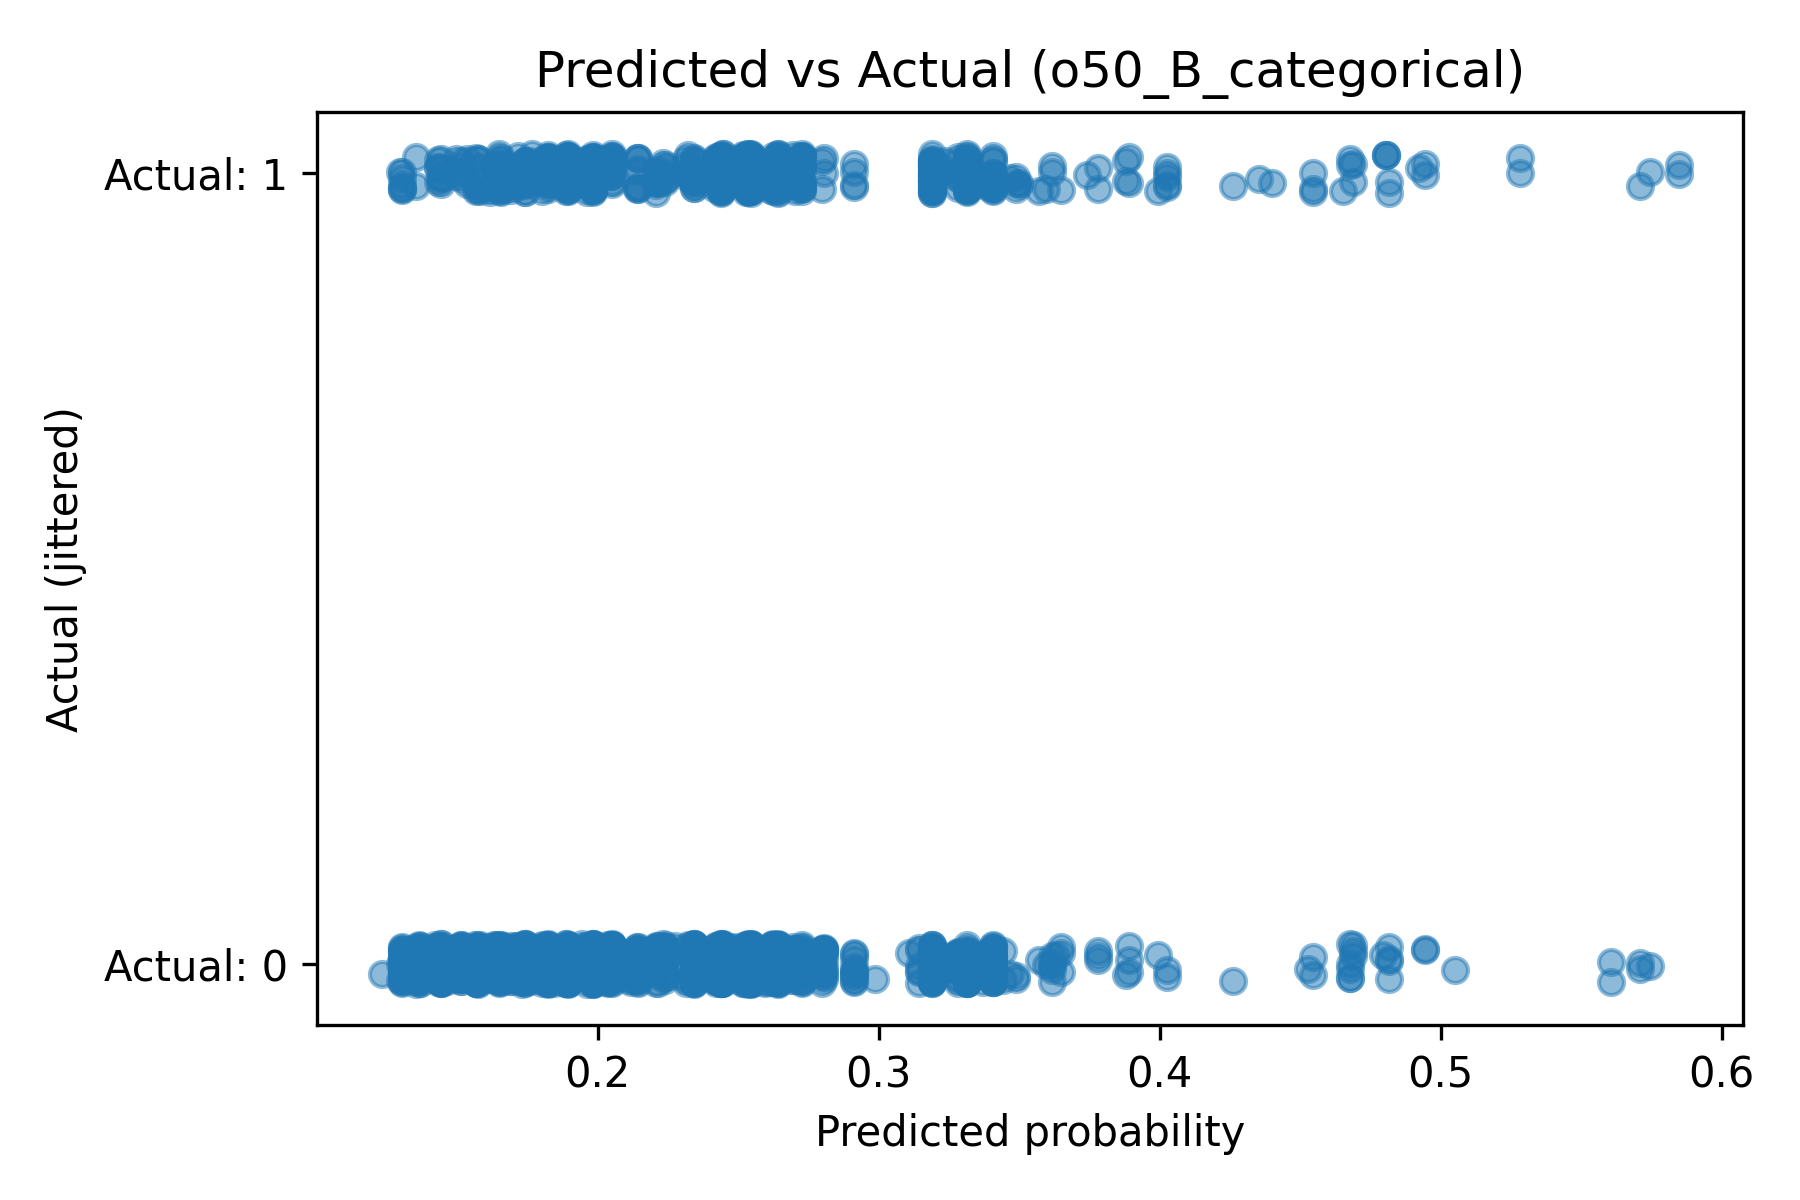 Predicted vs Actual (o50_B_categorical)
Actual: 1
Actual (jittered)
Actual: 0
0.2 0.3 0.4 0.5 0.6
Predicted probability